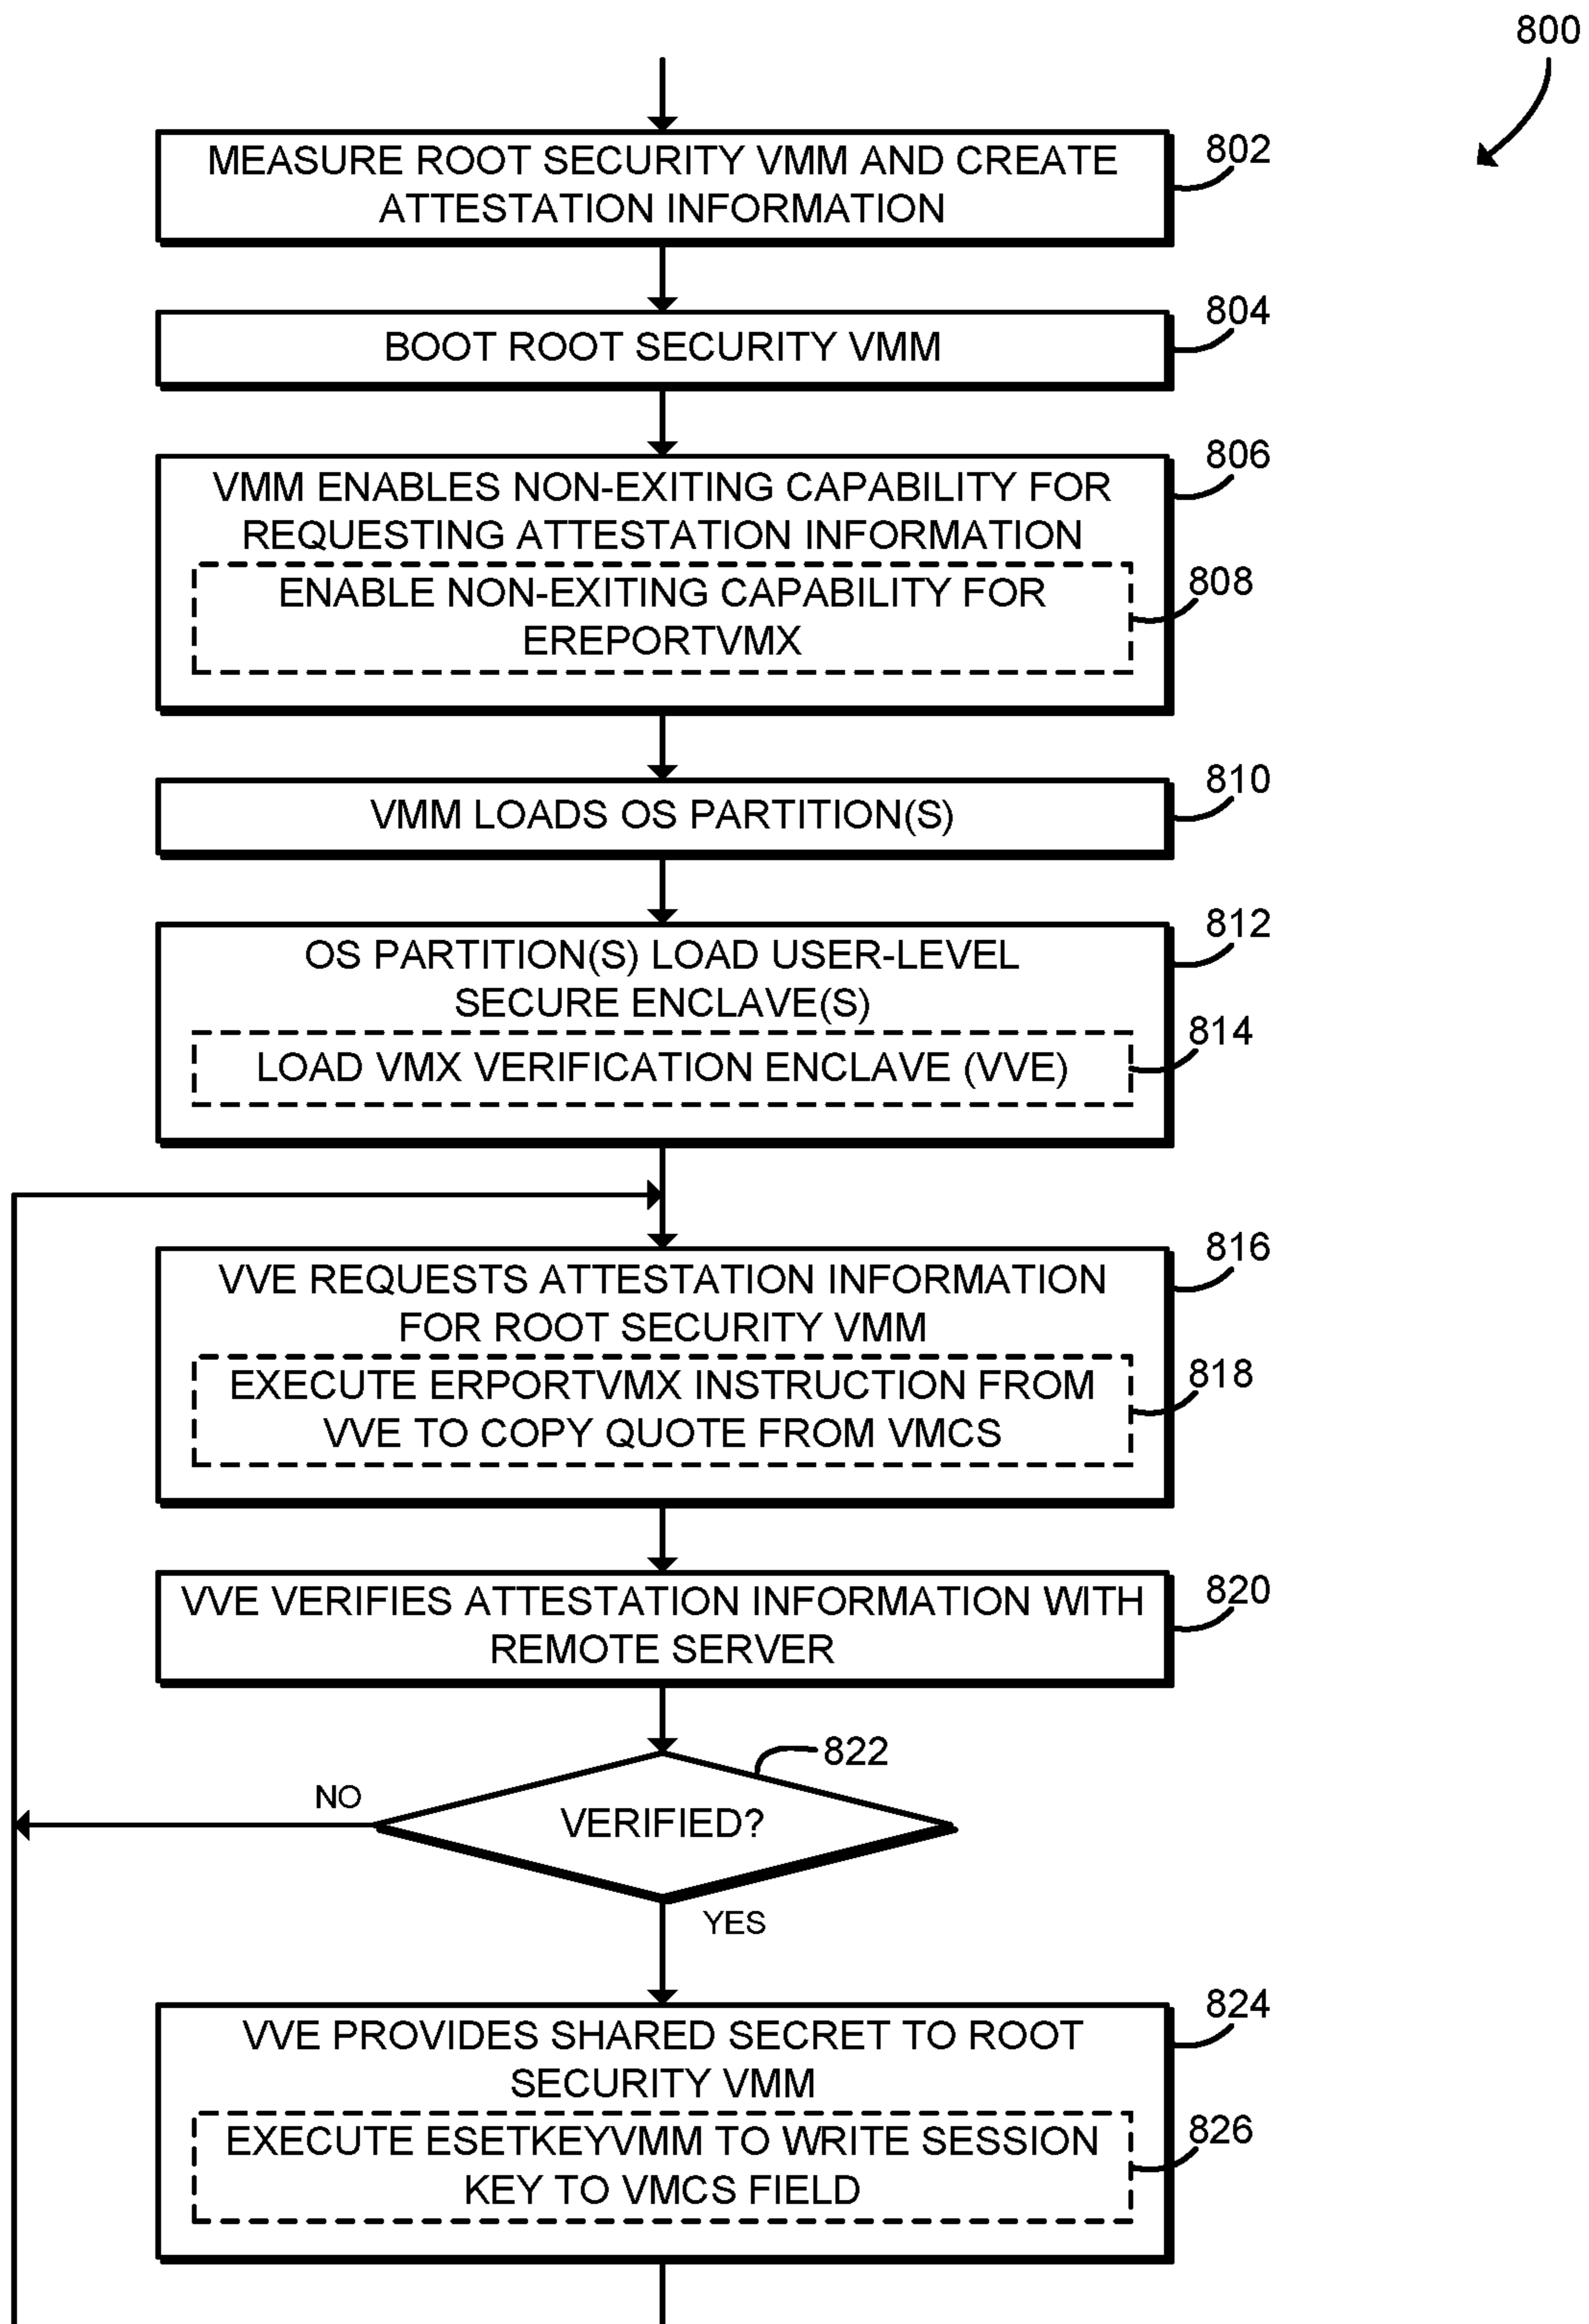 800
MEASURE ROOT SECURITY VMM AND CREATE
ATTESTATION INFORMATION
802
BOOT ROOT SECURITY VMM
804
VMM ENABLES NON-EXITING CAPABILITY FOR
REQUESTING ATTESTATION INFORMATION
806
ENABLE NON-EXITING CAPABILITY FOR
EREPORTVMX
808
VMM LOADS OS PARTITION(S)
810
OS PARTITION(S) LOAD USER-LEVEL
SECURE ENCLAVE(S)
812
LOAD VMX VERIFICATION ENCLAVE (VVE)
814
VVE REQUESTS ATTESTATION INFORMATION
FOR ROOT SECURITY VMM
816
EXECUTE ERPORTVMX INSTRUCTION FROM
VVE TO COPY QUOTE FROM VMCS
818
VVE VERIFIES ATTESTATION INFORMATION WITH
REMOTE SERVER
820
822
NO
VERIFIED?
YES
VVE PROVIDES SHARED SECRET TO ROOT
SECURITY VMM
824
EXECUTE ESETKEYVMM TO WRITE SESSION
KEY TO VMCS FIELD
826